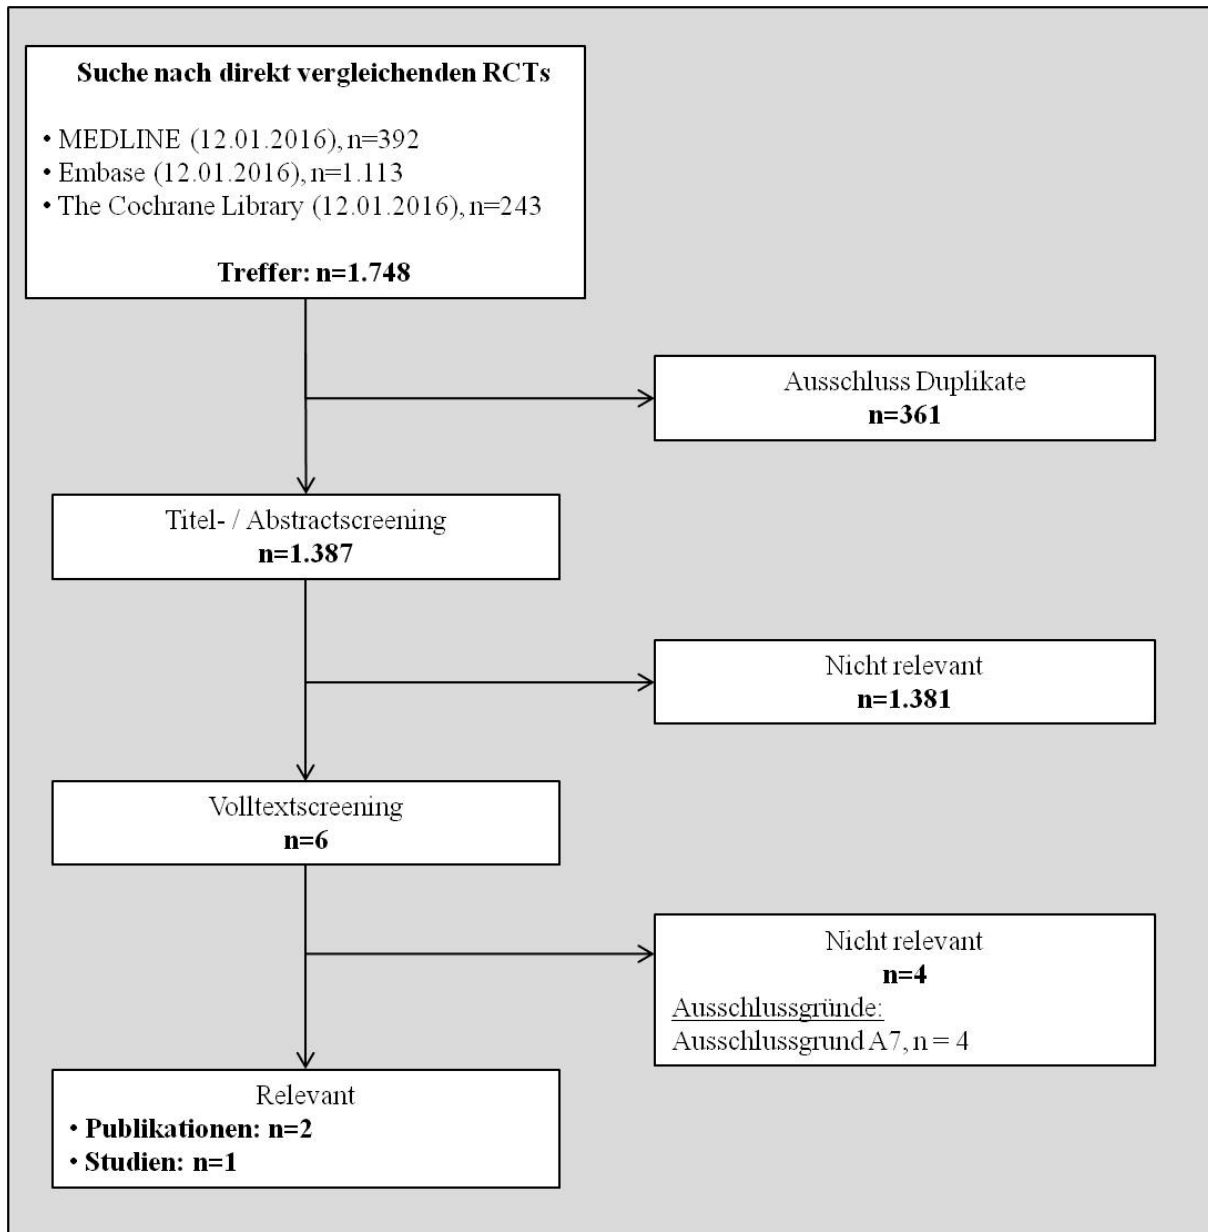 Suche nach direkt vergleichenden RCTs
• MEDLINE (12.01.2016), n=392
• Embase (12.01.2016), n=1.113
• The Cochrane Library (12.01.2016), n=243
Treffer: n=1.748
Ausschluss Duplikate
n=361
Titel- / Abstractscreening
n=1.387
Nicht relevant
n=1.381
Volltextscreening
n=6
Nicht relevant
n=4
Ausschlussgründe:
Ausschlussgrund A7, n = 4
Relevant
• Publikationen: n=2
• Studien: n=1